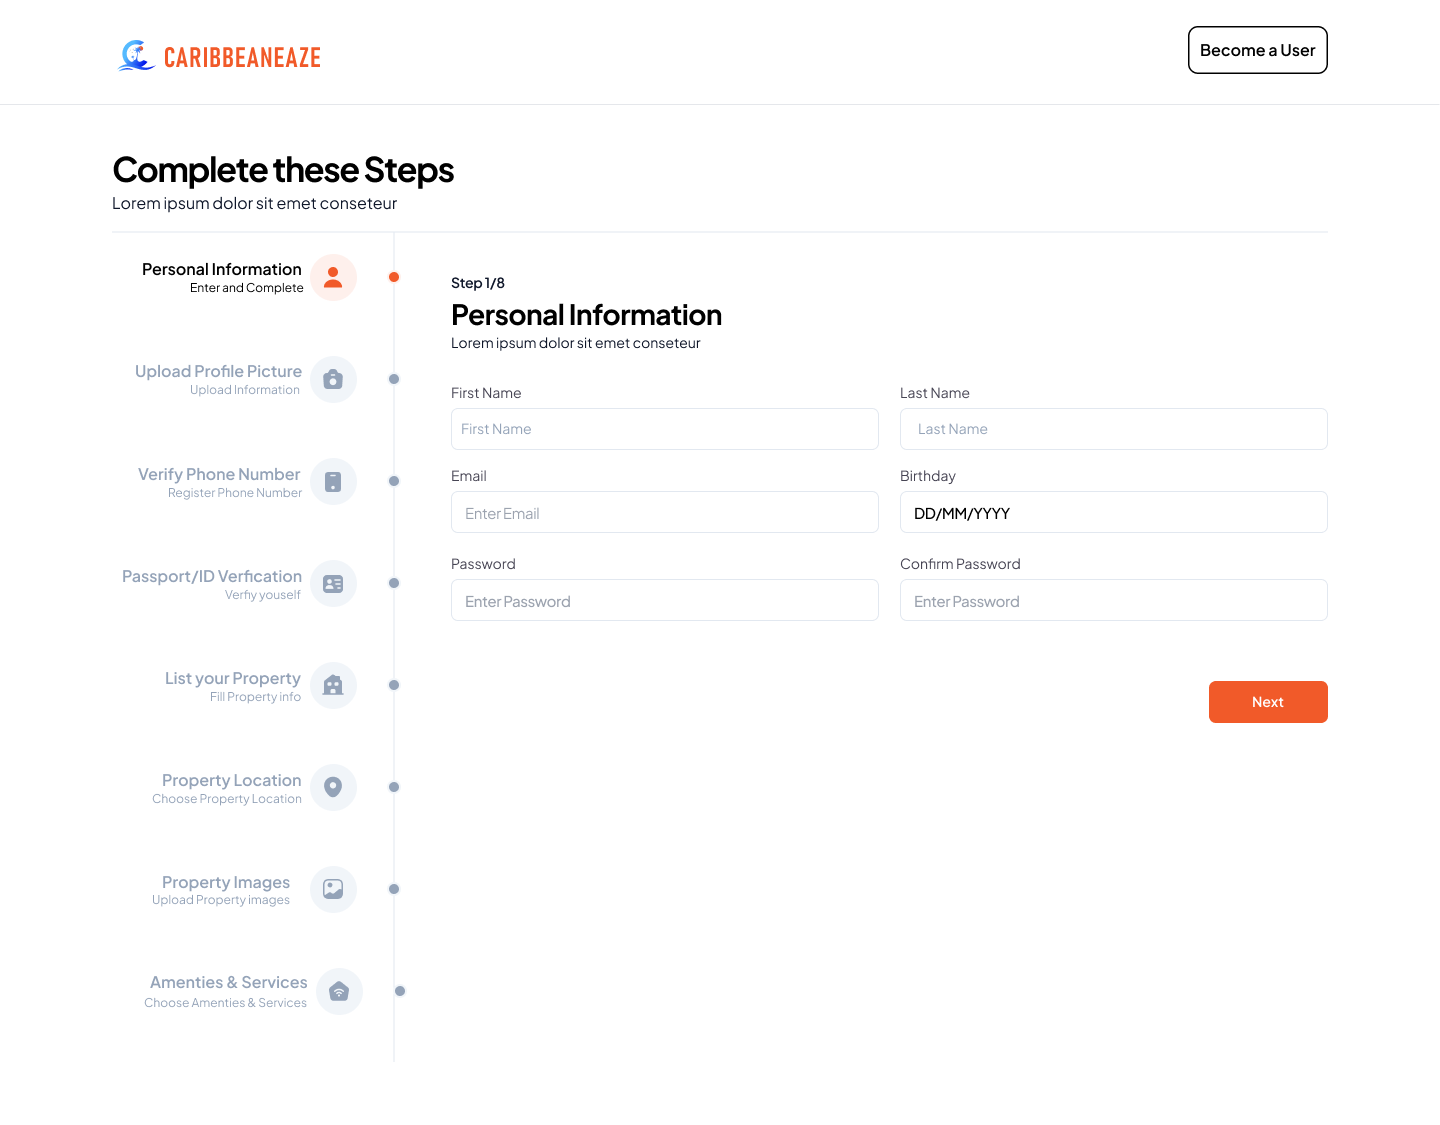 CARIBBEANEAZE
Become a User
Complete these Steps
Lorem ipsum dolor sit emet conseteur
Personal Information
Enter and Complete
Upload Profile Picture
Upload Information
Verify Phone Number
Register Phone Number
Passport/ID Verfication
Verfiy youself
List your Property
Fill Property info
Property Location
Choose Property Location
Property Images
Upload Property images
Amenties & Services
Choose Amenties & Services
Step 1/8
Personal Information
Lorem ipsum dolor sit emet conseteur
First Name
Last Name
First Name
Last Name
Email
Birthday
Enter Email
DD/MM/YYYY
Password
Confirm Password
Enter Password
Enter Password
Next